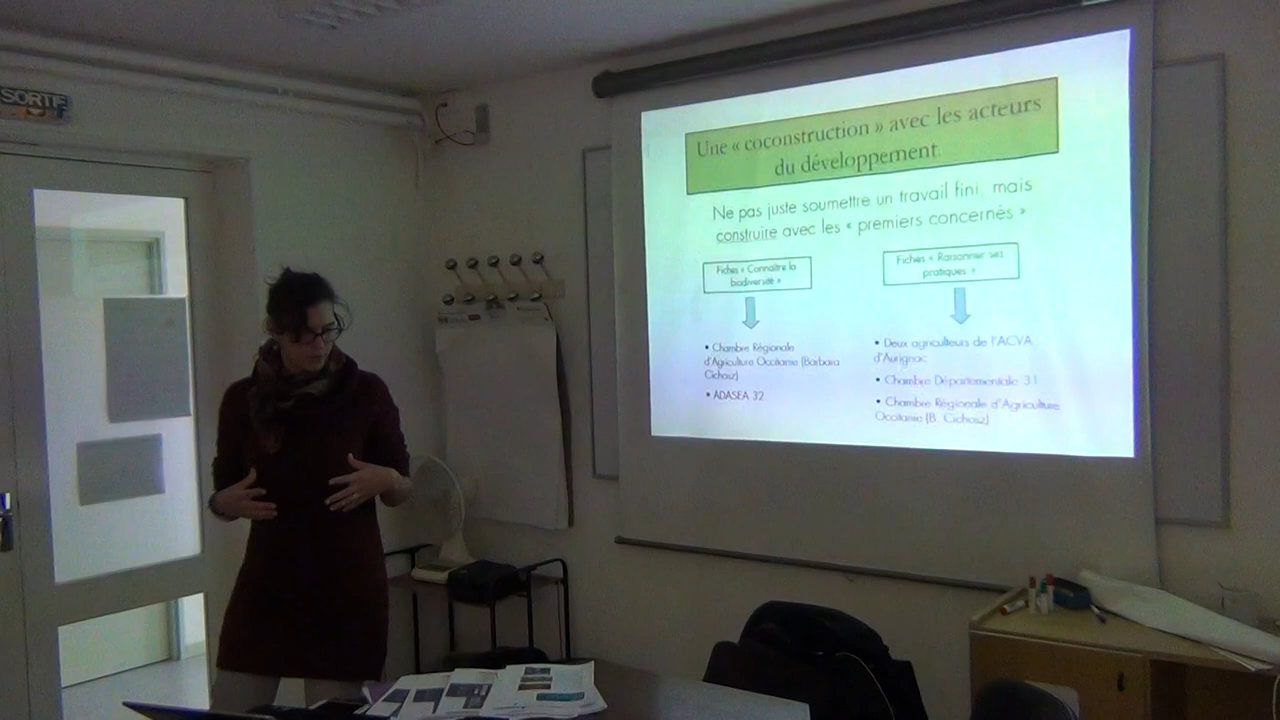 SORTIE
Une « coconstruction » avec les acteurs
du développement.
Ne pas juste soumettre un travail fini, mais
construire avec les « premiers concernés »
Fiches « Connaître la
biodiversité »
Fiches « Raisonner ses
pratiques »
• Chambre Régionale
d'Agriculture Occitanie (Barbara
Cichosz)
• ADASEA 32
• Deux agriculteurs de l'ACVA
d'Aurignac
• Chambre Départementale 31
• Chambre Régionale d'Agriculture
Occitanie (B. Cichosz)